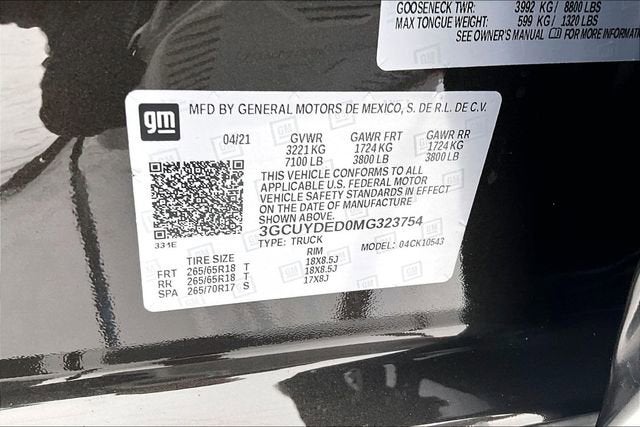 GOOSENECK TWR: 3992 KG/ 8800 LBS
MAX TONGUE WEIGHT: 599 KG/ 1320 LBS
SEE OWNER'S MANUAL FOR MORE INFORMATI
gm MFD BY GENERAL MOTORS DE MEXICO, S. DE R.L. DE C.V.
04/21 GVWR GAWR FRT GAWR RR
3221 KG 1724 KG 1724 KG
7100 LB 3800 LB 3800 LB
THIS VEHICLE CONFORMS TO ALL
APPLICABLE U.S. FEDERAL MOTOR
VEHICLE SAFETY STANDARDS IN EFFECT
ON THE DATE OF MANUFACTURE
SHOWN ABOVE.
3GCUYDED0MG323754
331E TYPE: TRUCK MODEL: 04CK10543
TIRE SIZE RIM
FRT 265/65R18 T 18X8.5J
RR 265/65R18 T 18X8.5J
SPA 265/70R17 S 17X8J